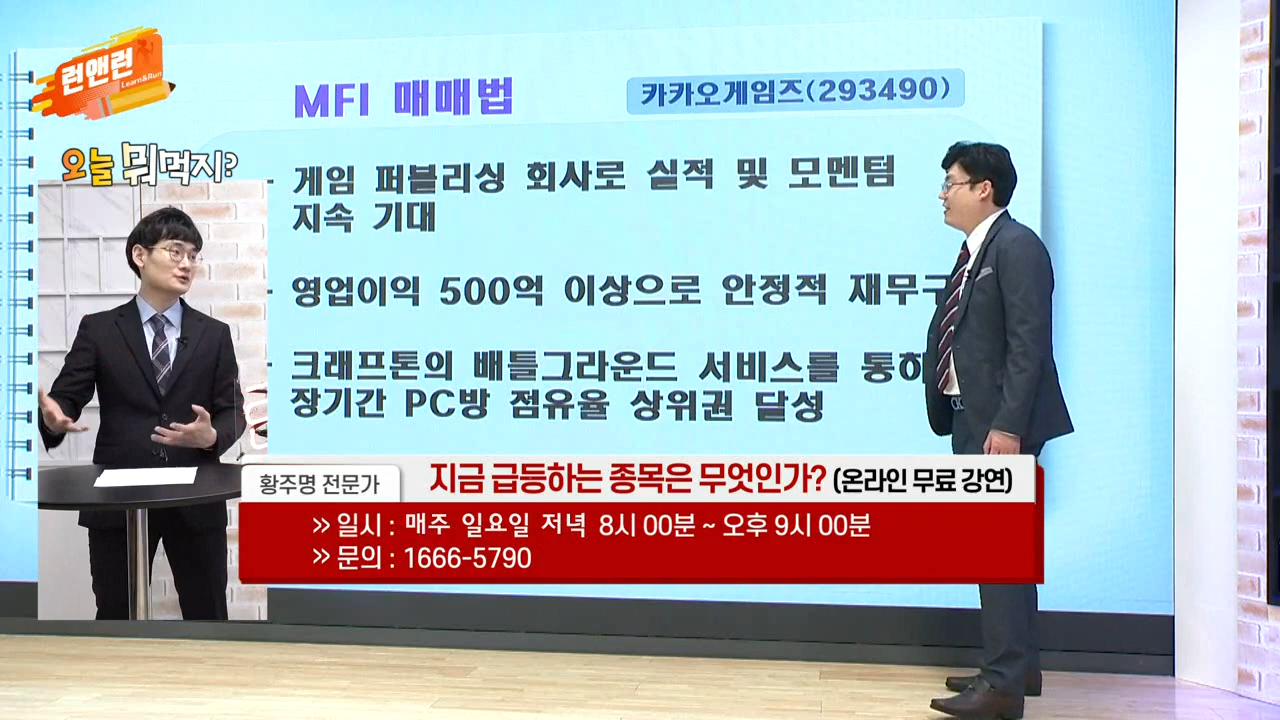 런앤런
Learn&Run
오늘 뭐먹지?
MFI 매매법
카카오게임즈(293490)
- 게임 퍼블리싱 회사로 실적 및 모멘텀
지속 기대
- 영업이익 500억 이상으로 안정적 재무구
- 크래프톤의 배틀그라운드 서비스를 통하
장기간 PC방 점유율 상위권 달성
황주명 전문가
지금 급등하는 종목은 무엇인가? (온라인 무료 강연)
>> 일시 : 매주 일요일 저녁 8시 00분 ~ 오후 9시 00분
>> 문의 : 1666-5790